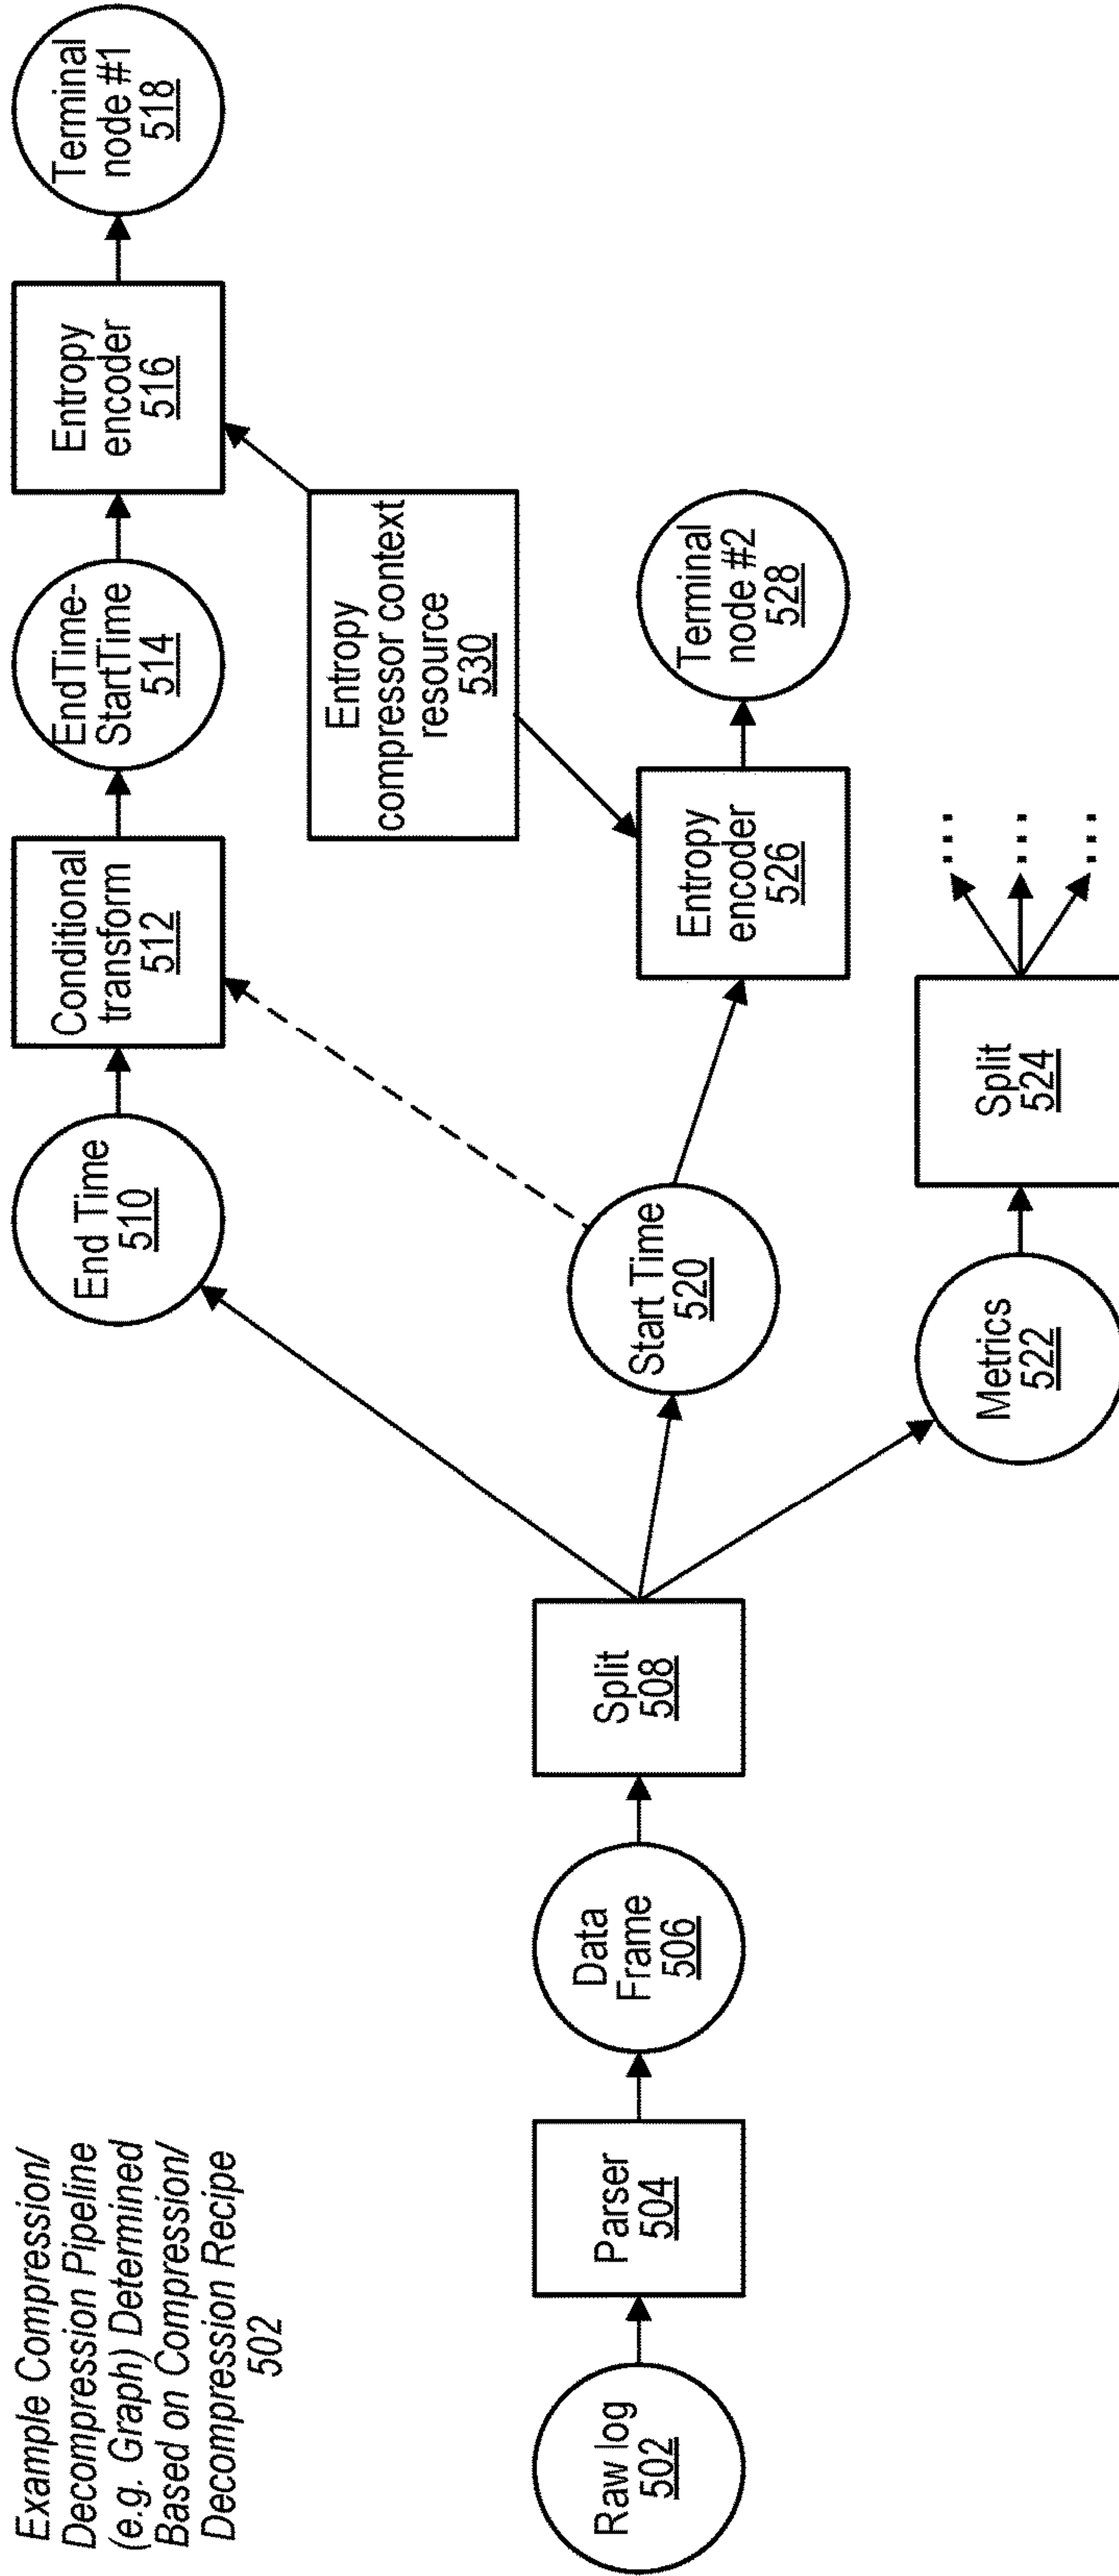 Example Compression/
Decompression Pipeline
(e.g. Graph) Determined
Based on Compression/
Decompression Recipe
502
Raw log
502
Parser
504
Data
Frame
506
Split
508
End Time
510
Conditional
transform
512
EndTime-
StartTime
514
Entropy
encoder
516
Terminal
node #1
518
Entropy
compressor context
resource
530
Start Time
520
Entropy
encoder
526
Terminal
node #2
528
Metrics
522
Split
524
...
...
...